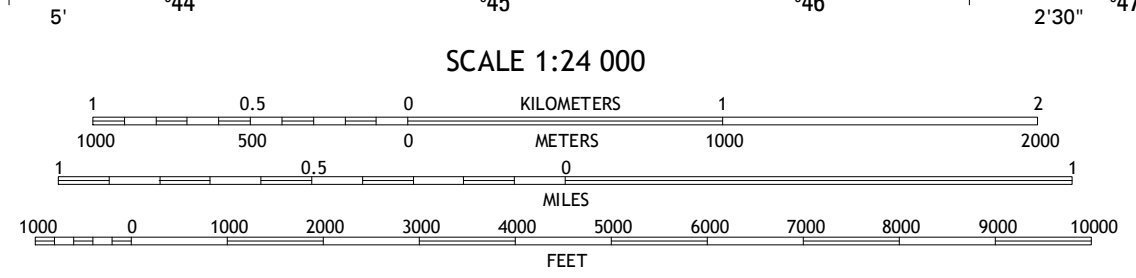 °44 °45 °46 °47
5' 2'30"
SCALE 1:24 000
1 0.5 0 KILOMETERS 1 2
1000 500 0 METERS 1000 2000
1 0.5 0 1
MILES
1000 0 1000 2000 3000 4000 5000 6000 7000 8000 9000 10000
FEET